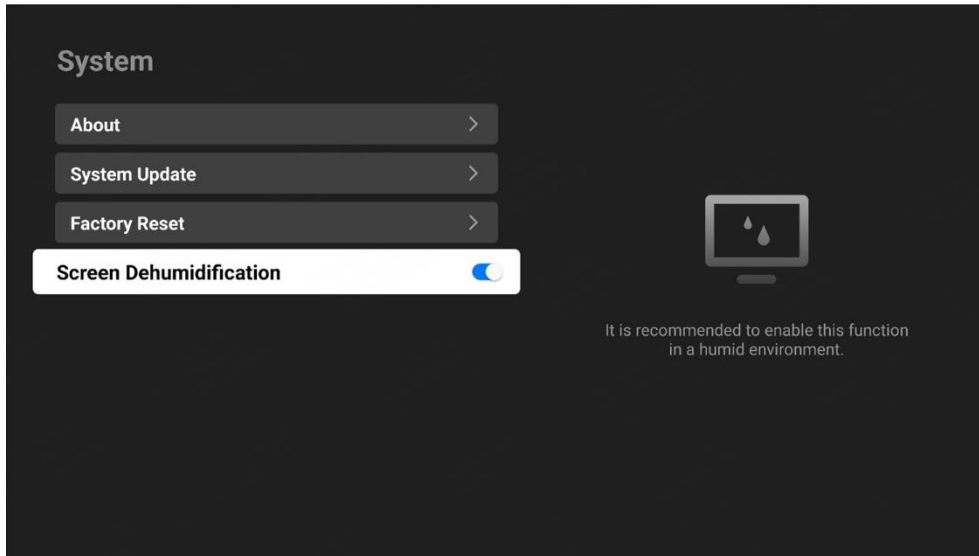 System
About
System Update
Factory Reset
Screen Dehumidification
It is recommended to enable this function
in a humid environment.